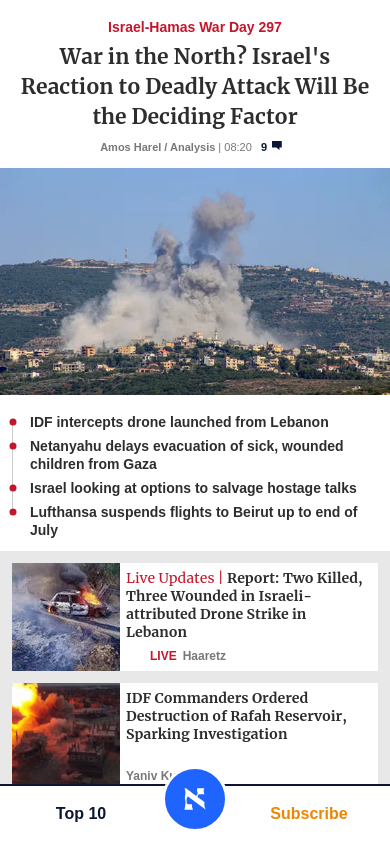 Israel-Hamas War Day 297
War in the North? Israel's
Reaction to Deadly Attack Will Be
the Deciding Factor
Amos Harel / Analysis | 08:20 9
IDF intercepts drone launched from Lebanon
Netanyahu delays evacuation of sick, wounded
children from Gaza
Israel looking at options to salvage hostage talks
Lufthansa suspends flights to Beirut up to end of
July
Live Updates | Report: Two Killed,
Three Wounded in Israeli-
attributed Drone Strike in
Lebanon
LIVE Haaretz
IDF Commanders Ordered
Destruction of Rafah Reservoir,
Sparking Investigation
Yaniv
Top 10
Subscribe